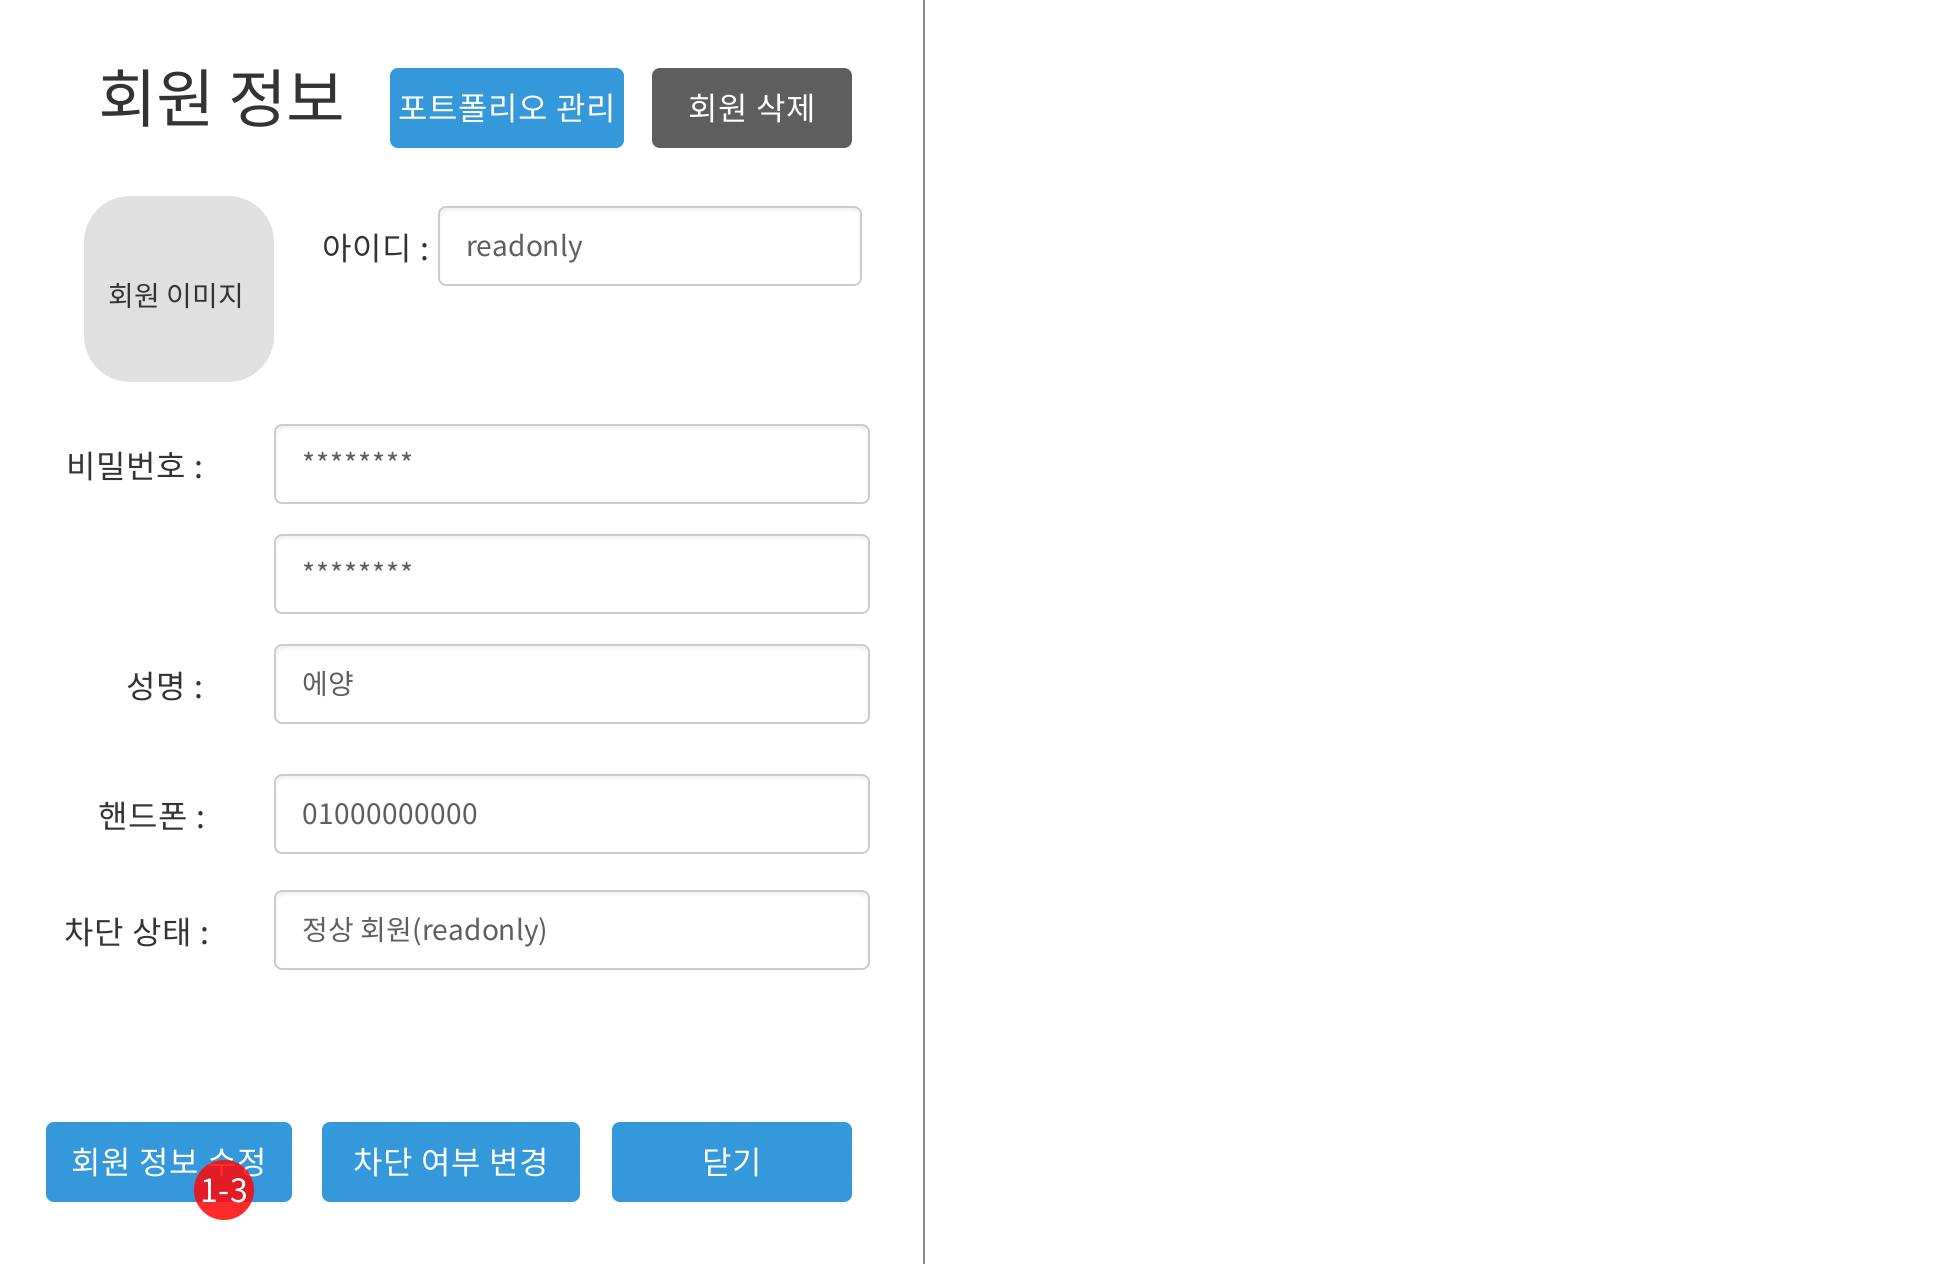 회원 정보
포트폴리오 관리
회원 삭제
회원 이미지
아이디 :
readonly
비밀번호 :
********
********
성명 :
에양
핸드폰 :
01000000000
차단 상태 :
정상 회원(readonly)
회원 정보 수정
1-3
차단 여부 변경
닫기